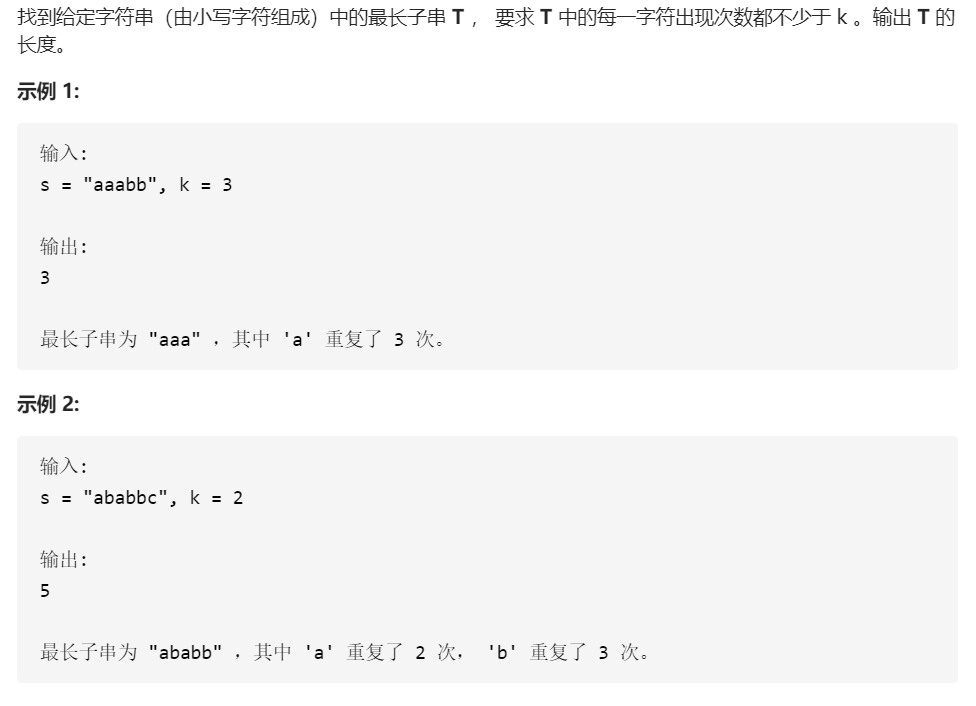 找到给定字符串（由小写字符组成）中的最长子串 T ， 要求 T 中的每一字符出现次数都不少于 k 。输出 T 的
长度。
示例 1:
输入:
s = "aaabb", k = 3
输出:
3
最长子串为 "aaa" ，其中 'a' 重复了 3 次。
示例 2:
输入:
s = "ababbc", k = 2
输出:
5
最长子串为 "ababb" ，其中 'a' 重复了 2 次， 'b' 重复了 3 次。